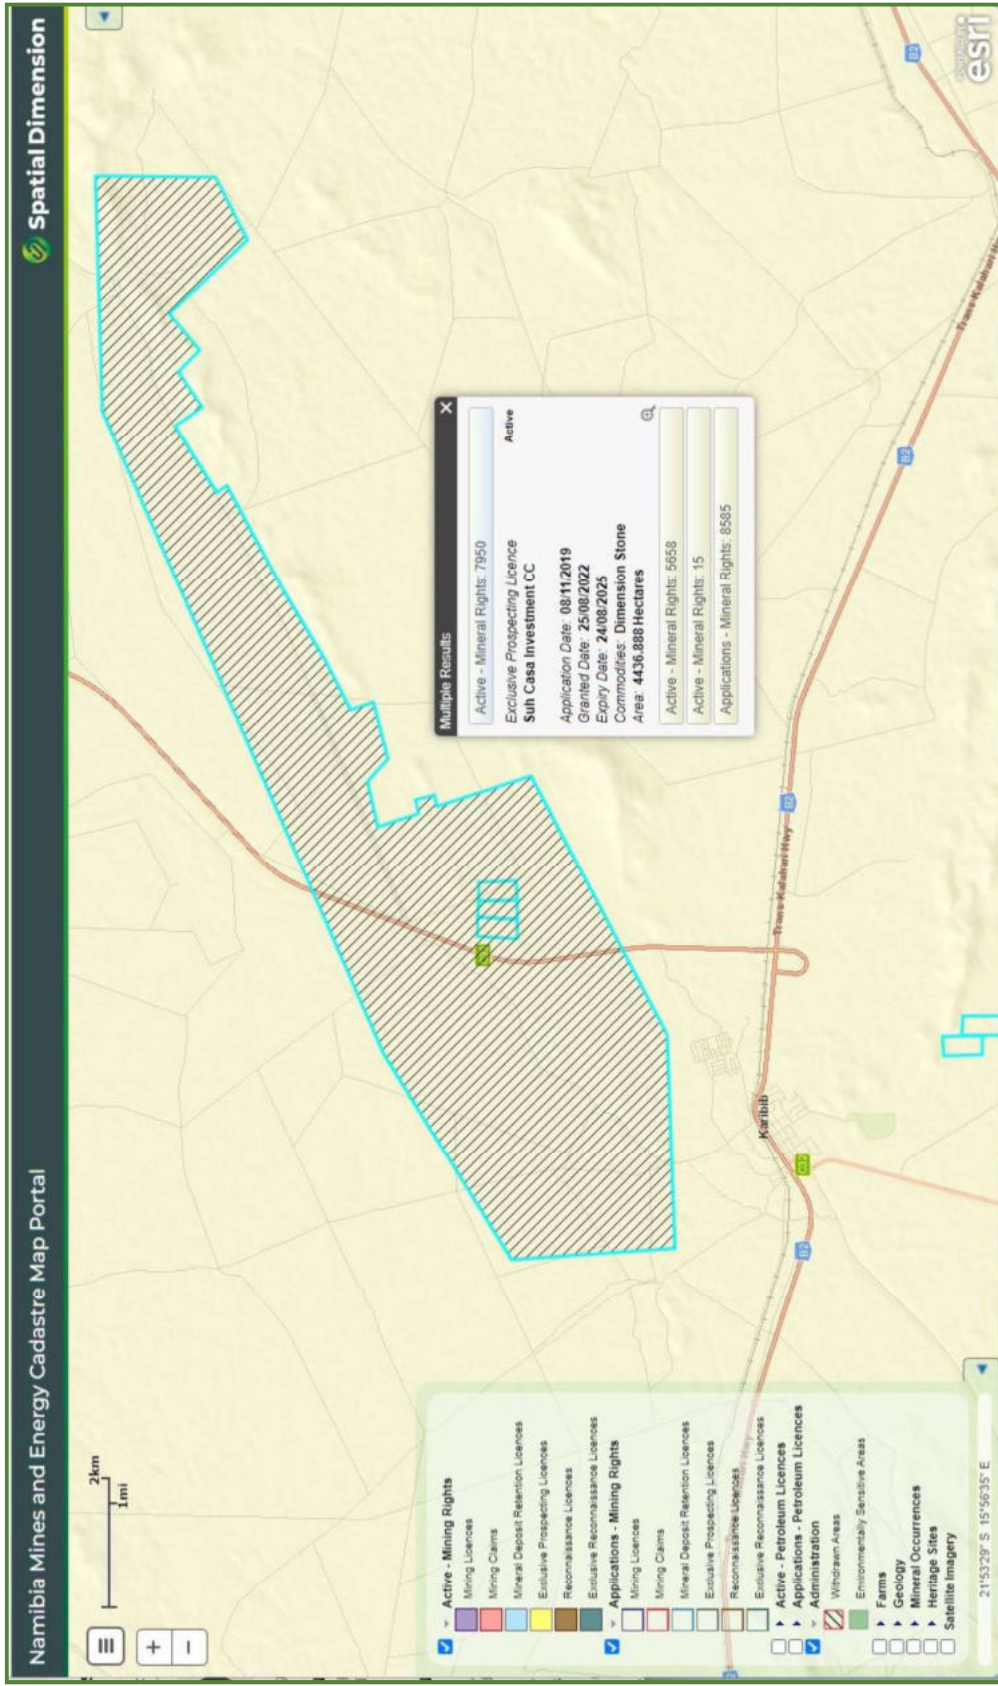 Namibia Mines and Energy Cadastre Map Portal
Spatial Dimension
2km
1mi
+
−
Multiple Results
×
Active - Mineral Rights: 7950
Exclusive Prospecting Licence
Active
Suh Casa Investment CC
Application Date: 08/11/2019
Granted Date: 25/08/2022
Expiry Date: 24/08/2025
Commodities: Dimension Stone
Area: 4436.888 Hectares
Active - Mineral Rights: 5658
Active - Mineral Rights: 15
Applications - Mineral Rights: 8585
Active - Mining Rights
Mining Licences
Mining Claims
Mineral Deposit Retention Licences
Exclusive Prospecting Licences
Reconnaissance Licences
Exclusive Reconnaissance Licences
Applications - Mining Rights
Mining Licences
Mining Claims
Mineral Deposit Retention Licences
Exclusive Prospecting Licences
Reconnaissance Licences
Exclusive Reconnaissance Licences
Active - Petroleum Licences
Applications - Petroleum Licences
Administration
Withdrawn Areas
Environmentally Sensitive Areas
Farms
Geology
Mineral Occurrences
Heritage Sites
Satellite Imagery
21°53'29" S 15°56'35" E
Karibib
C32
B2
B2
Trans-Kalahari Hwy
B2
Trans-Kalahari H
B2
esri